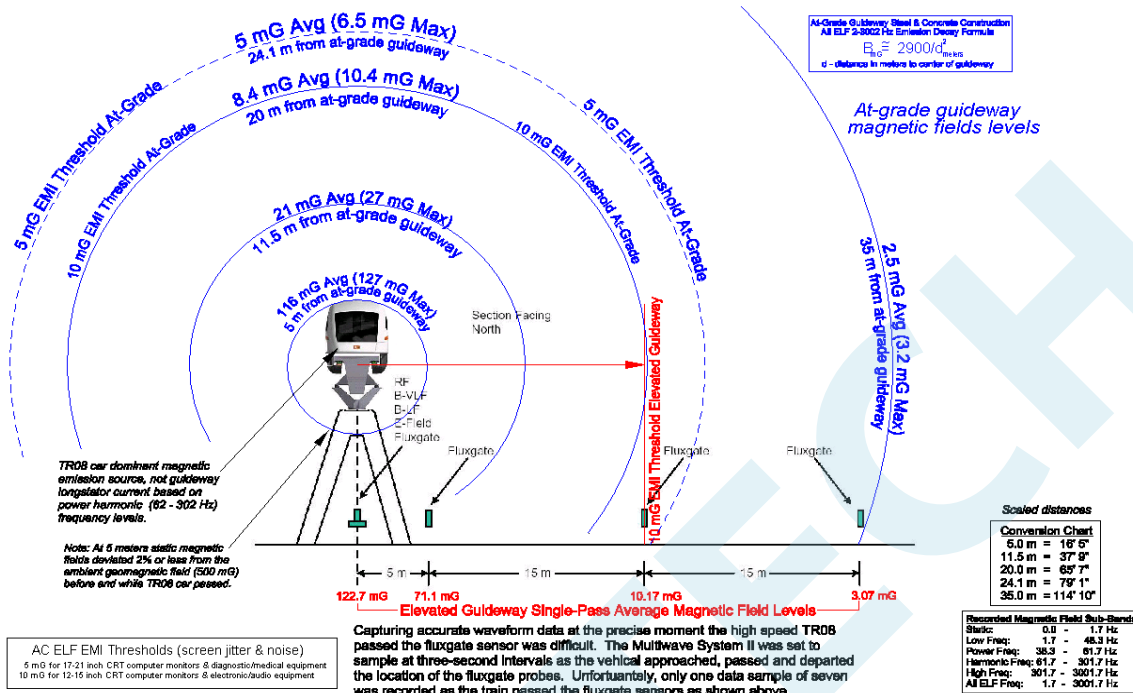 5 mG Avg (6.5 mG Max)
24.1 m from at-grade guideway
8.4 mG Avg (10.4 mG Max)
20 m from at-grade guideway
5 mG EMI Threshold At-Grade
10 mG EMI Threshold At-Grade
10 mG EMI Threshold At-Grade
5 mG EMI Threshold At-Grade
21 mG Avg (27 mG Max)
11.5 m from at-grade guideway
116 mG Avg (127 mG Max)
5 m from at-grade guideway
At-Grade Guideway Steel & Concrete Construction
All ELF 2-3002 Hz Emission Decay Formula
BmG ≅ 2900/d²meters
d - distance in meters to center of guideway
At-grade guideway
magnetic fields levels
2.5 mG Avg (3.2 mG Max)
35 m from at-grade guideway
Section Facing
North
10 mG EMI Threshold Elevated Guideway
RF
B-VLF
B-LF
E-Field
Fluxgate
Fluxgate
Fluxgate
Fluxgate
TR08 car dominant magnetic
emission source, not guideway
longstator current based on
power harmonic (62 - 302 Hz)
frequency levels.
Note: At 5 meters static magnetic
fields deviated 2% or less from the
ambient geomagnetic field (500 mG)
before and while TR08 car passed.
5 m
15 m
15 m
122.7 mG
71.1 mG
10.17 mG
3.07 mG
Elevated Guideway Single-Pass Average Magnetic Field Levels
Scaled distances
Conversion Chart
5.0 m = 16' 5"
11.5 m = 37' 9"
20.0 m = 65' 7"
24.1 m = 79' 1"
35.0 m = 114' 10"
Recorded Magnetic Field Sub-Bands
Static: 0.0 - 1.7 Hz
Low Freq: 1.7 - 48.3 Hz
Power Freq: 38.3 - 61.7 Hz
Harmonic Freq: 61.7 - 301.7 Hz
High Freq: 301.7 - 3001.7 Hz
All ELF Freq: 1.7 - 3001.7 Hz
AC ELF EMI Thresholds (screen jitter & noise)
5 mG for 17-21 inch CRT computer monitors & diagnostic/medical equipment
10 mG for 12-15 inch CRT computer monitors & electronic/audio equipment
Capturing accurate waveform data at the precise moment the high speed TR08
passed the fluxgate sensor was difficult. The Multiwave System II was set to
sample at three-second intervals as the vehical approached, passed and departed
the location of the fluxgate probes. Unfortuantely, only one data sample of seven
was recorded as the train passed the fluxgate sensors as shown above.